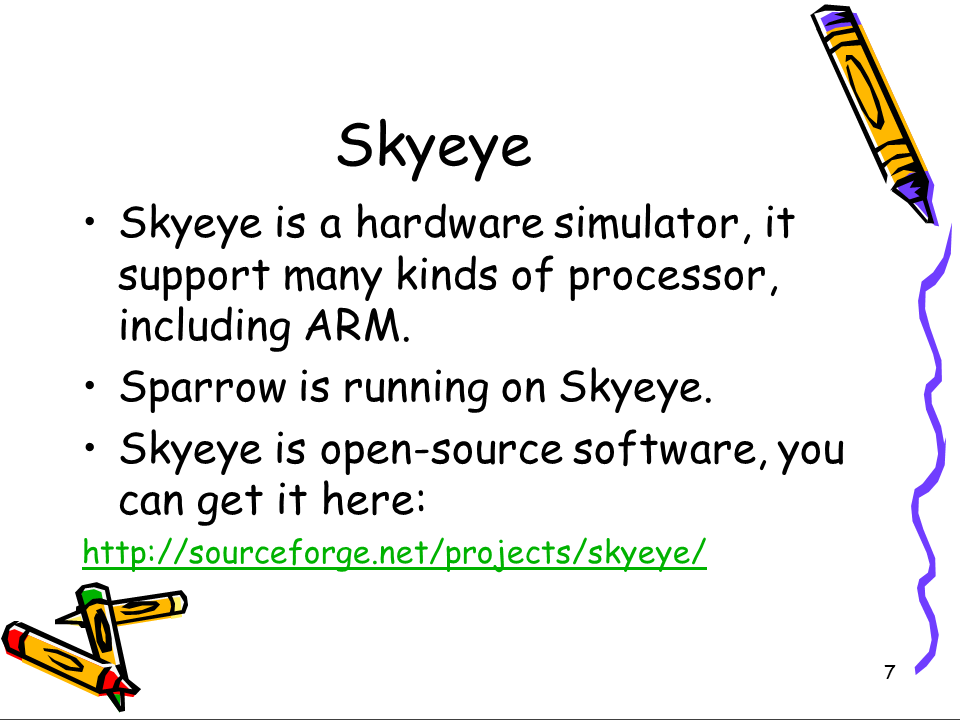 Skyeye
• Skyeye is a hardware simulator, it
support many kinds of processor,
including ARM.
• Sparrow is running on Skyeye.
• Skyeye is open-source software, you
can get it here:
http://sourceforge.net/projects/skyeye/
7